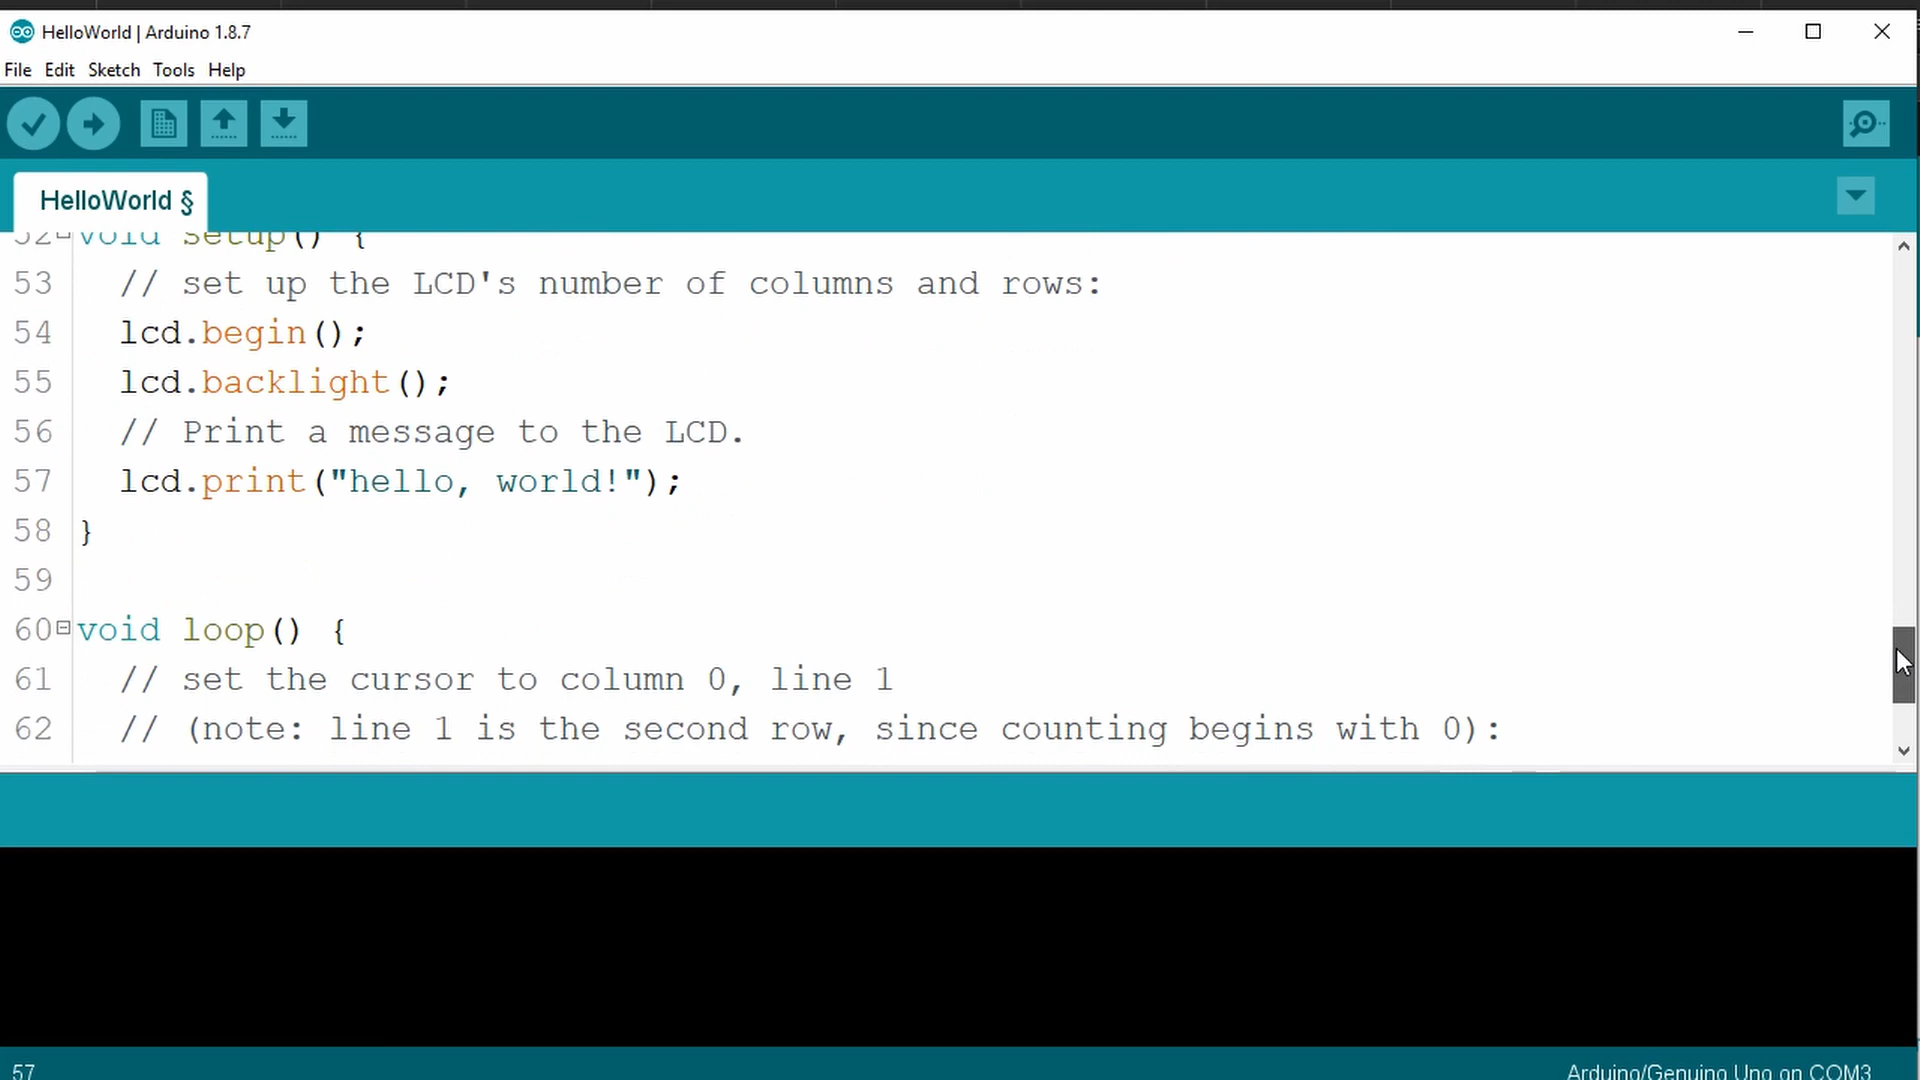 HelloWorld | Arduino 1.8.7
File Edit Sketch Tools Help
HelloWorld §
52 void setup() {
53 // set up the LCD's number of columns and rows:
54 lcd.begin();
55 lcd.backlight();
56 // Print a message to the LCD.
57 lcd.print("hello, world!");
58 }
59
60 void loop() {
61 // set the cursor to column 0, line 1
62 // (note: line 1 is the second row, since counting begins with 0):
57 Arduino/Genuino Uno on COM3